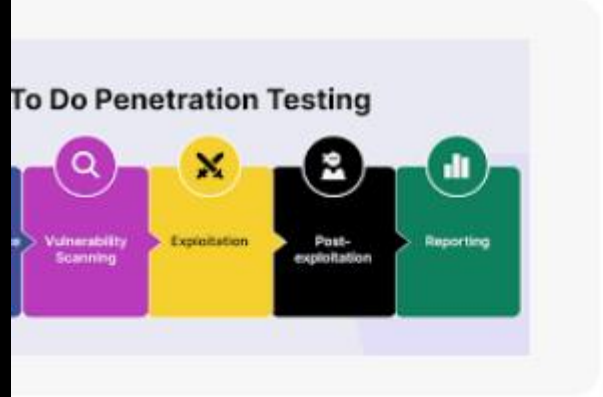 To Do Penetration Testing
Vulnerability
Scanning
Exploitation
Post-
exploitation
Reporting